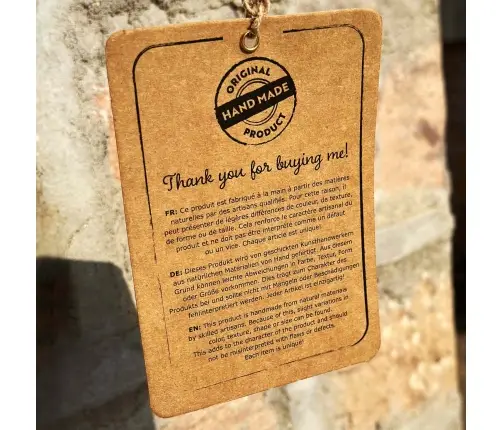 ORIGINAL
HAND MADE
PRODUCT
Thank you for buying me!
FR: Ce produit est fabriqué à la main à partir des matières
naturelles par des artisans qualifiés. Pour cette raison, il
peut présenter de légères différences de couleur, de texture,
de forme ou de taille. Cela renforce le caractère artisanal du
produit et ne doit pas être interprété comme un défaut
ou un vice. Chaque article est unique!
DE: Dieses Produkt wird von geschickten Kunsthandwerkern
aus natürlichen Materialien von Hand gefertigt. Aus diesem
Grund können leichte Abweichungen in Farbe, Textur, Form
oder Größe vorkommen. Dies trägt zum Charakter des
Produkts bei und sollte nicht mit Mängeln oder Beschädigungen
fehlinterpretiert werden. Jeder Artikel ist einzigartig!
EN: This product is handmade from natural materials
by skilled artisans. Because of this, slight variations in
color, texture, shape or size can be found.
This adds to the character of the product and should
not be misinterpreted with flaws or defects.
Each item is unique!